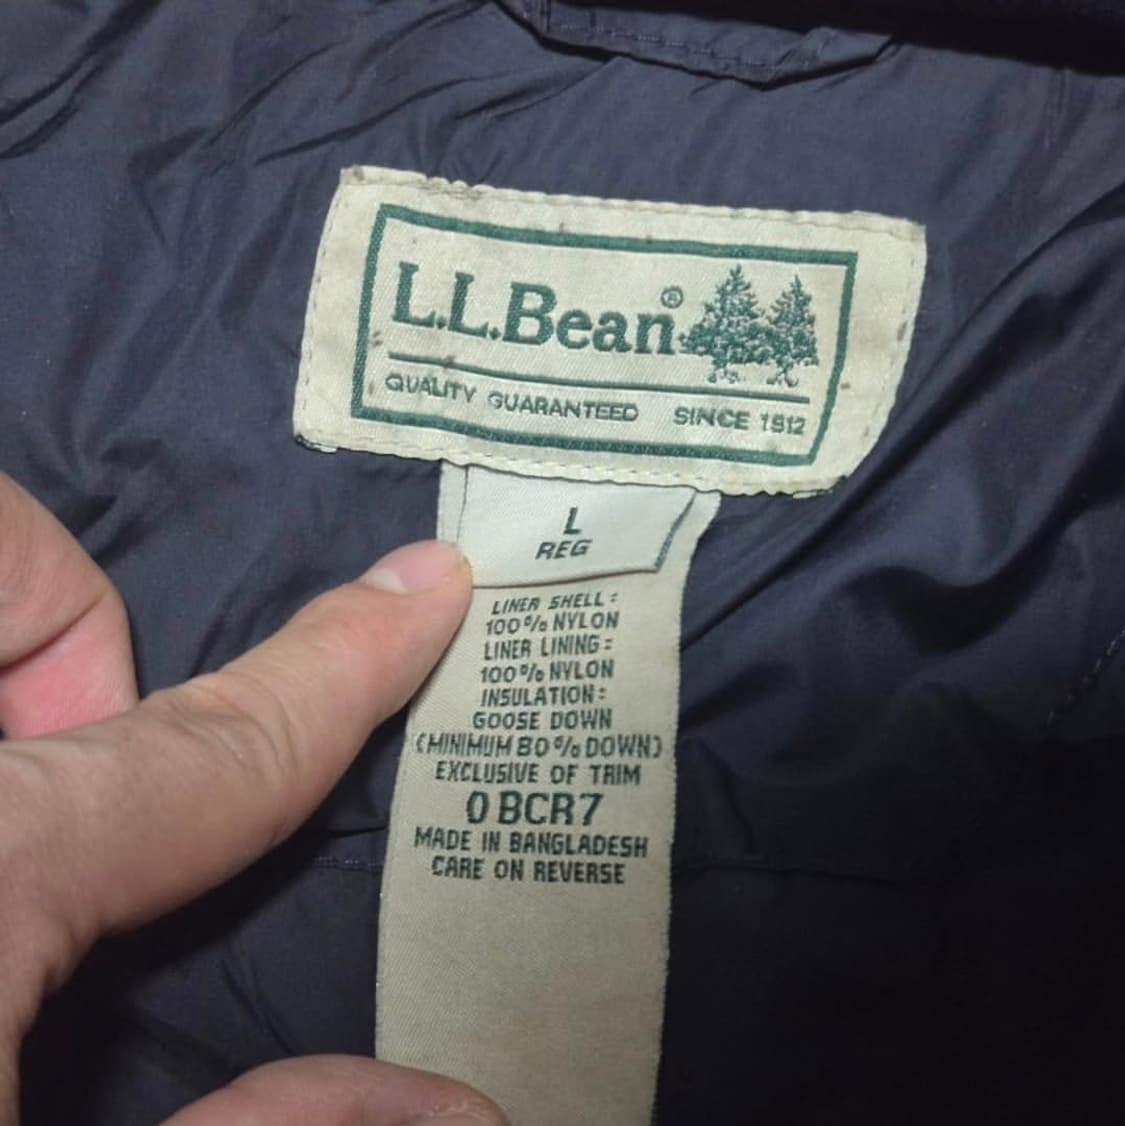 L.L.Bean®
QUALITY GUARANTEED SINCE 1912
L
REG
LINER SHELL:
100% NYLON
LINER LINING:
100% NYLON
INSULATION:
GOOSE DOWN
(MINIMUM 80% DOWN)
EXCLUSIVE OF TRIM
0 BCR7
MADE IN BANGLADESH
CARE ON REVERSE